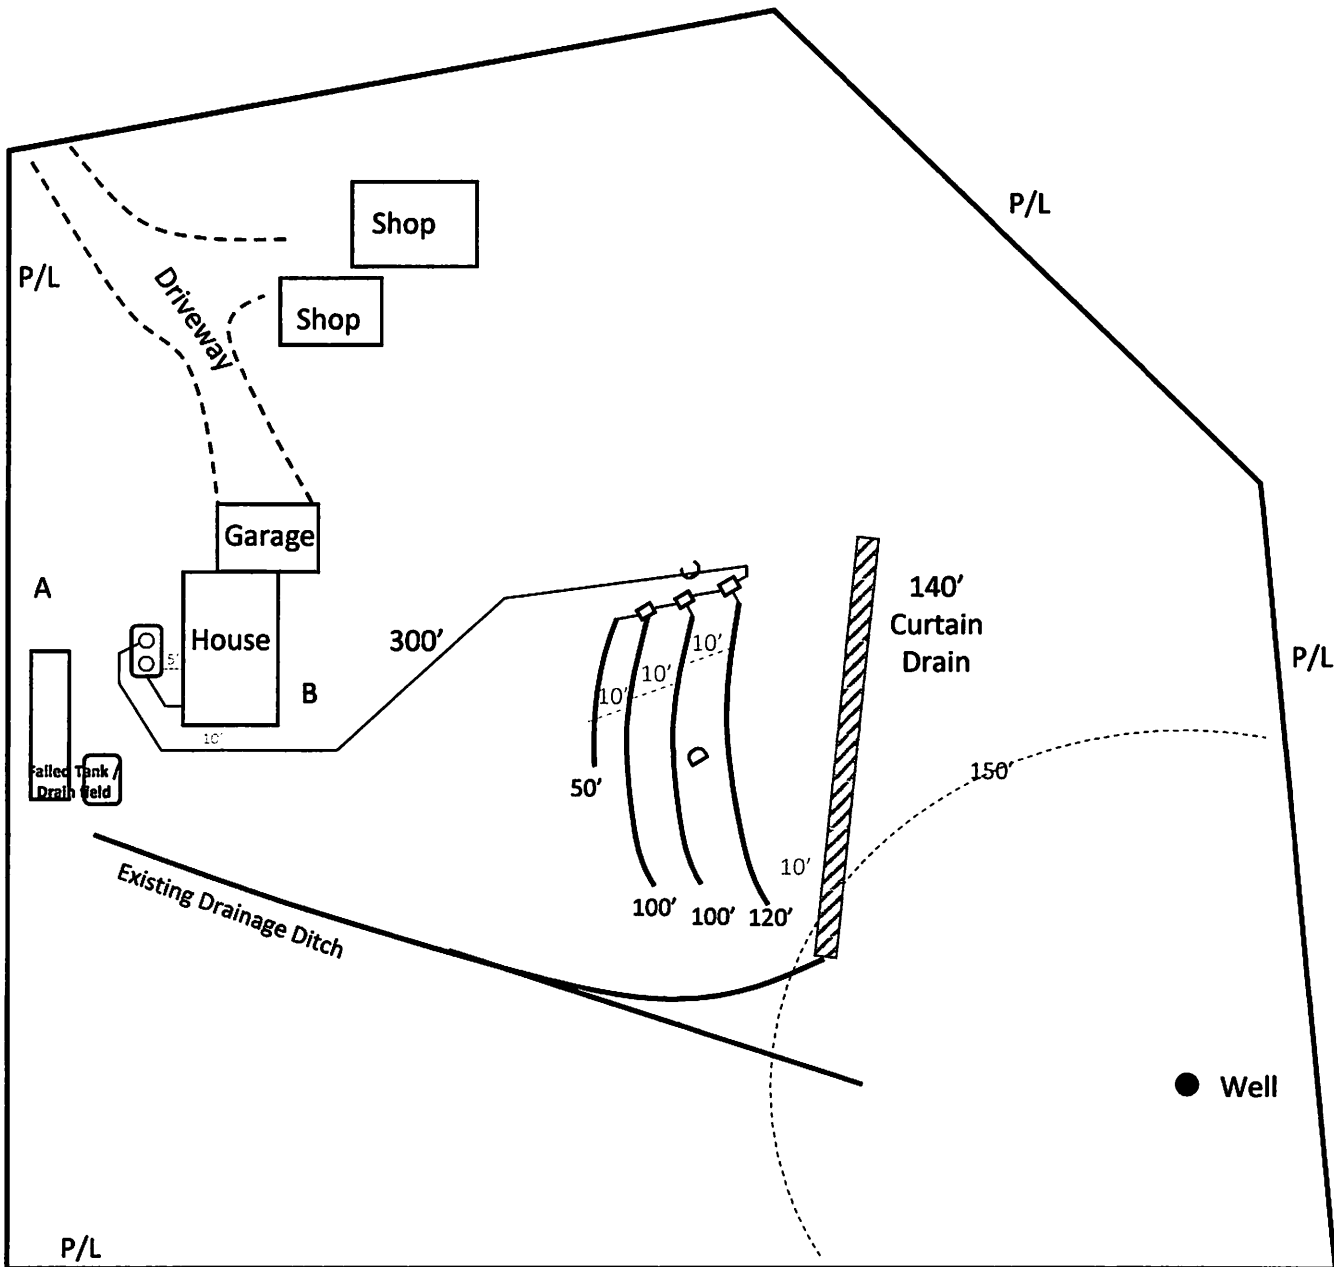 P/L
Shop
P/L
Driveway
Shop
Garage
A
House
5'
300'
B
10'
C
140'
Curtain
Drain
P/L
10'
10'
10'
D
Failed Tank /
Drain field
50'
150'
10'
100'
100'
120'
Existing Drainage Ditch
Well
P/L